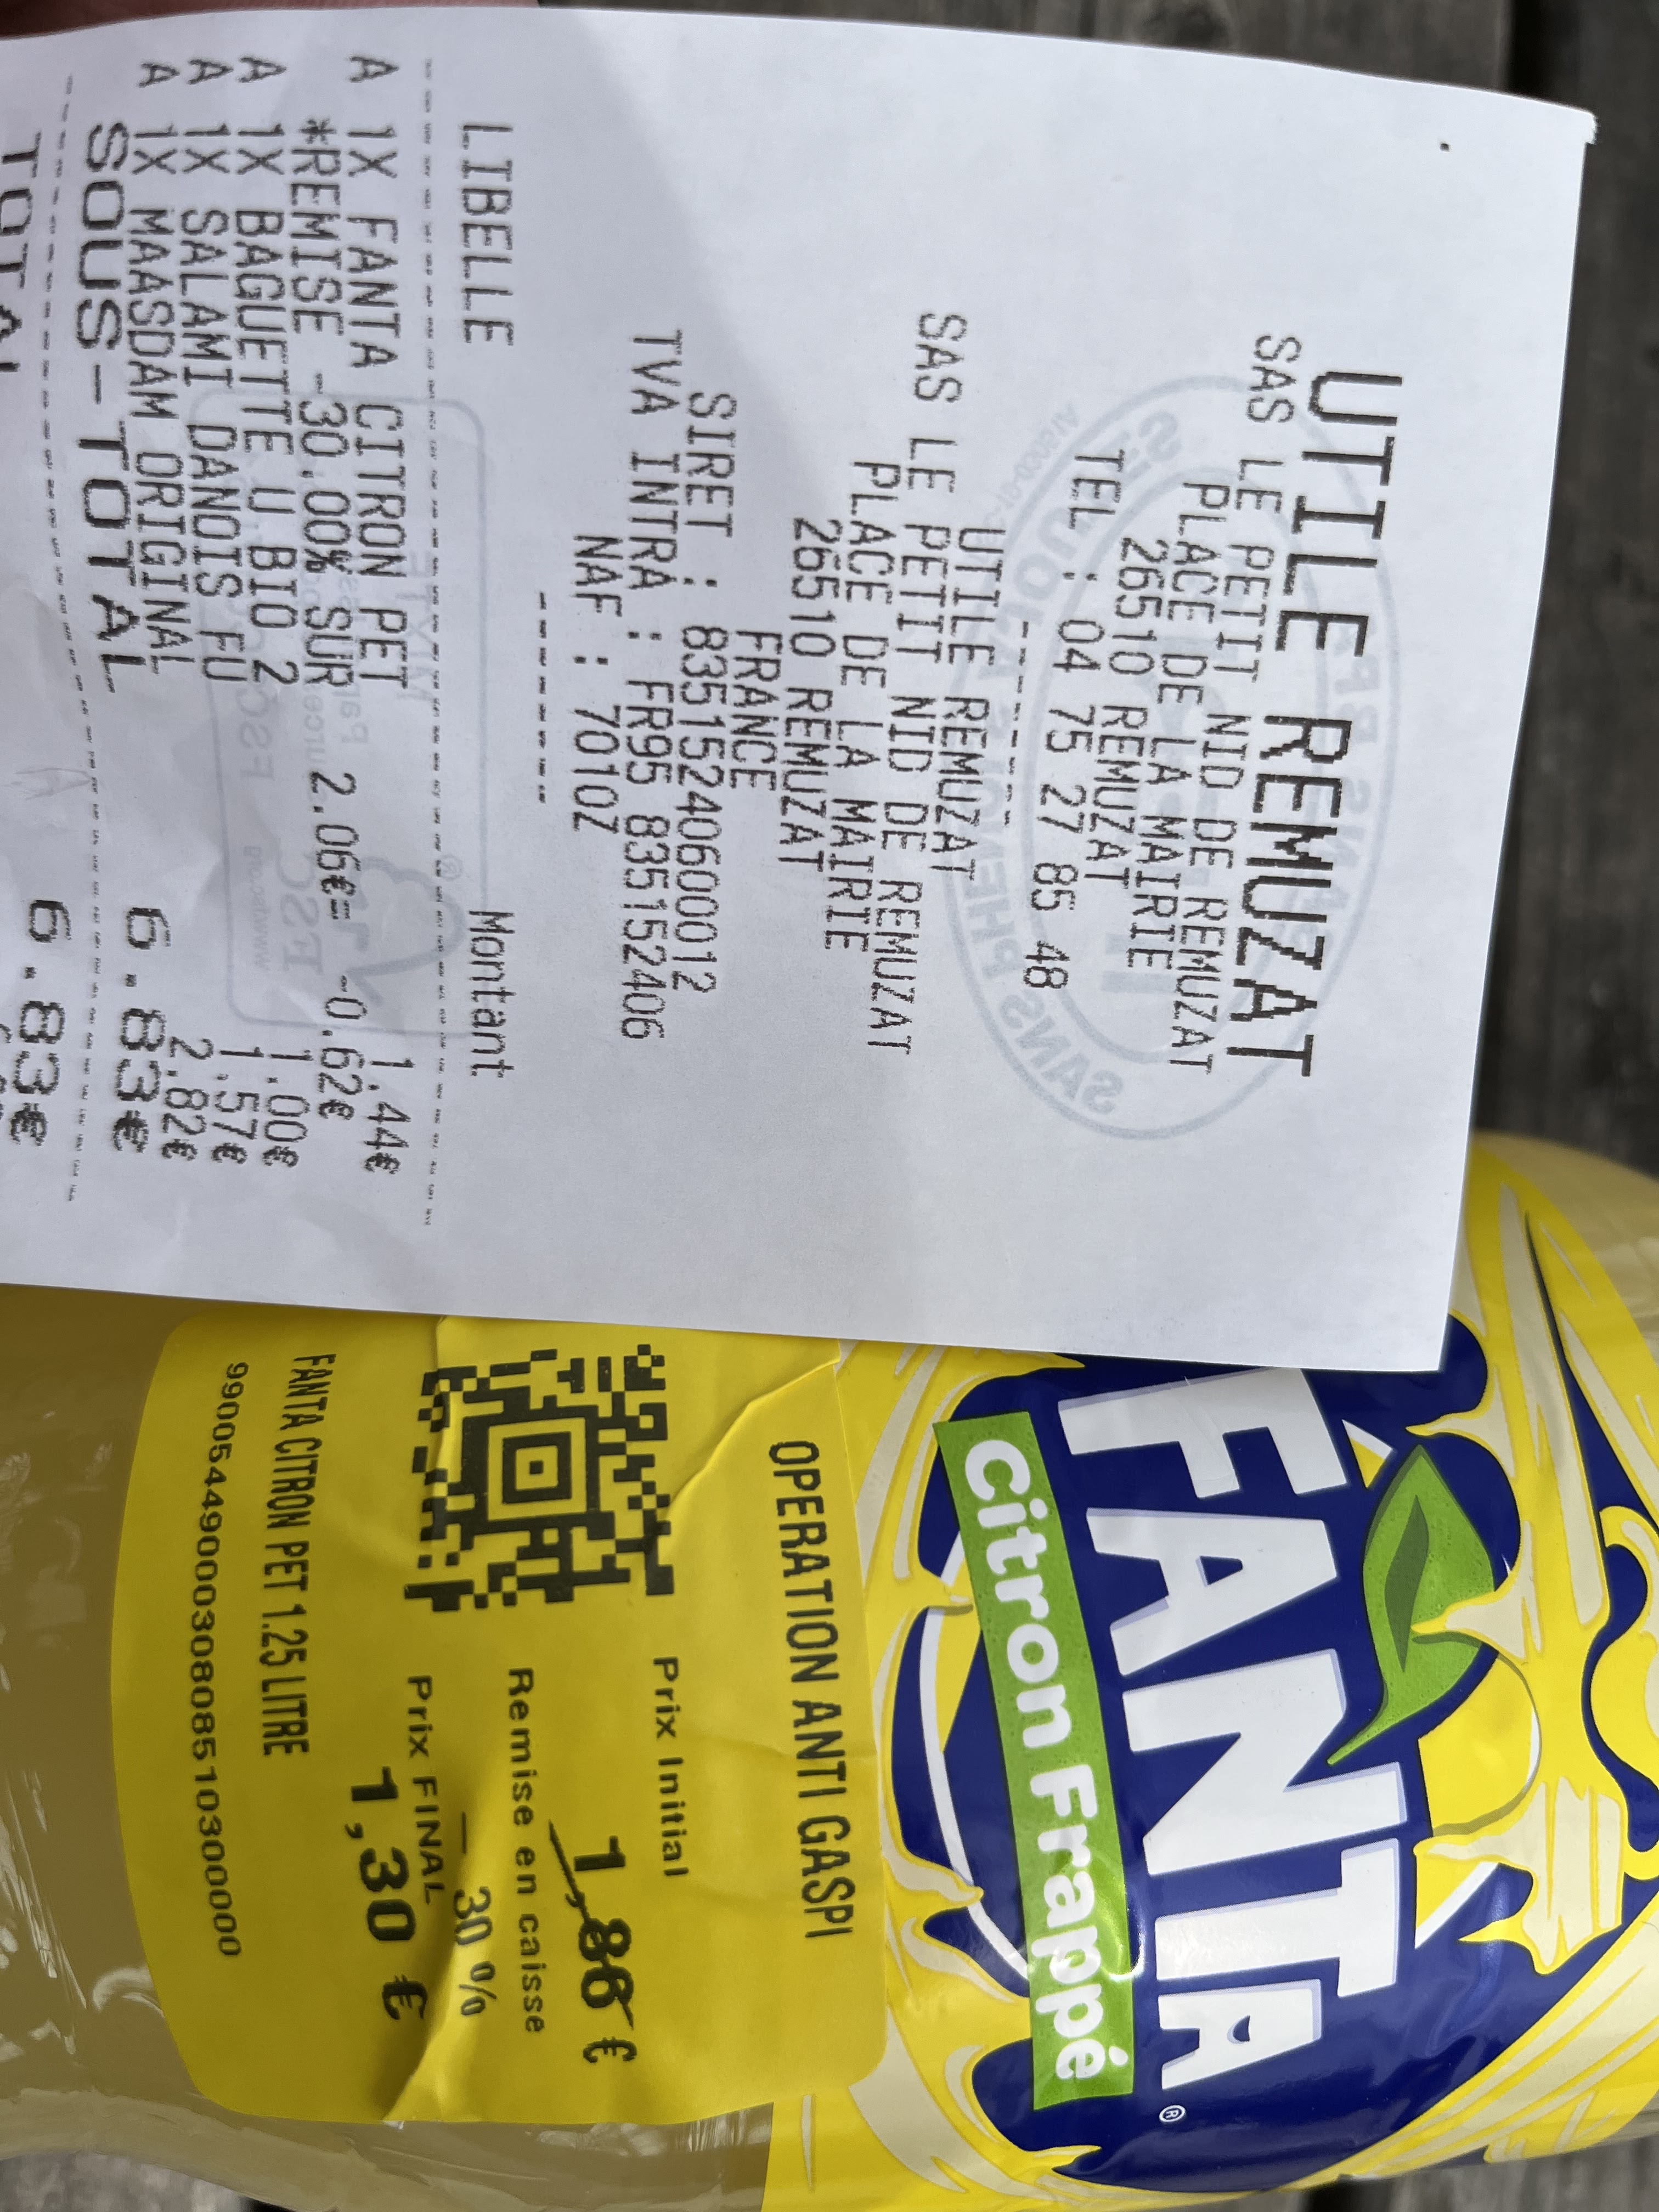 UTILE REMUZAT
SAS LE PETIT NID DE REMUZAT
PLACE DE LA MAIRIE
26510 REMUZAT
TEL : 04 75 27 85 48
----------
UTILE REMUZAT
SAS LE PETIT NID DE REMUZAT
PLACE DE LA MAIRIE
26510 REMUZAT
FRANCE
SIRET : 83515240600012
TVA INTRA : FR95 835152406
NAF : 7010Z
----------
LIBELLE Montant
A 1X FANTA CITRON PET 1.44€
*REMISE -30.00% SUR 2.06€= -0.62€
A 1X BAGUETTE U BIO 2 1.00€
A 1X SALAMI DANOIS FU 1.57€
A 1X MAASDAM ORIGINAL 2.82€
SOUS-TOTAL 6.83€
TOTAL 6.83€
FANTA®
Citron Frappé
OPERATION ANTI GASPI
Prix Initial
1,86 €
Remise en caisse
- 30 %
Prix FINAL
1,30 €
FANTA CITRON PET 1.25 LITRE